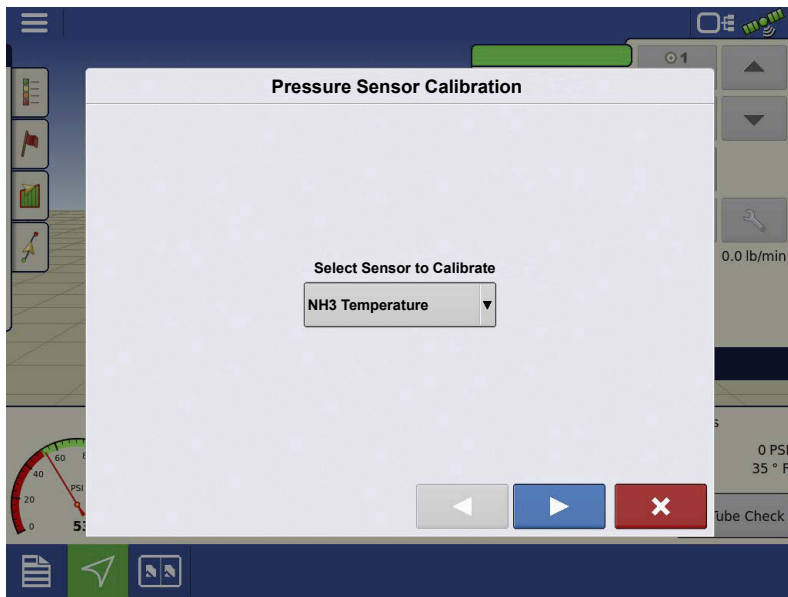 1
Pressure Sensor Calibration
0.0 lb/min
Select Sensor to Calibrate
NH3 Temperature
60
40
PSI
20
0
0 PSI
35 ° F
Tube Check